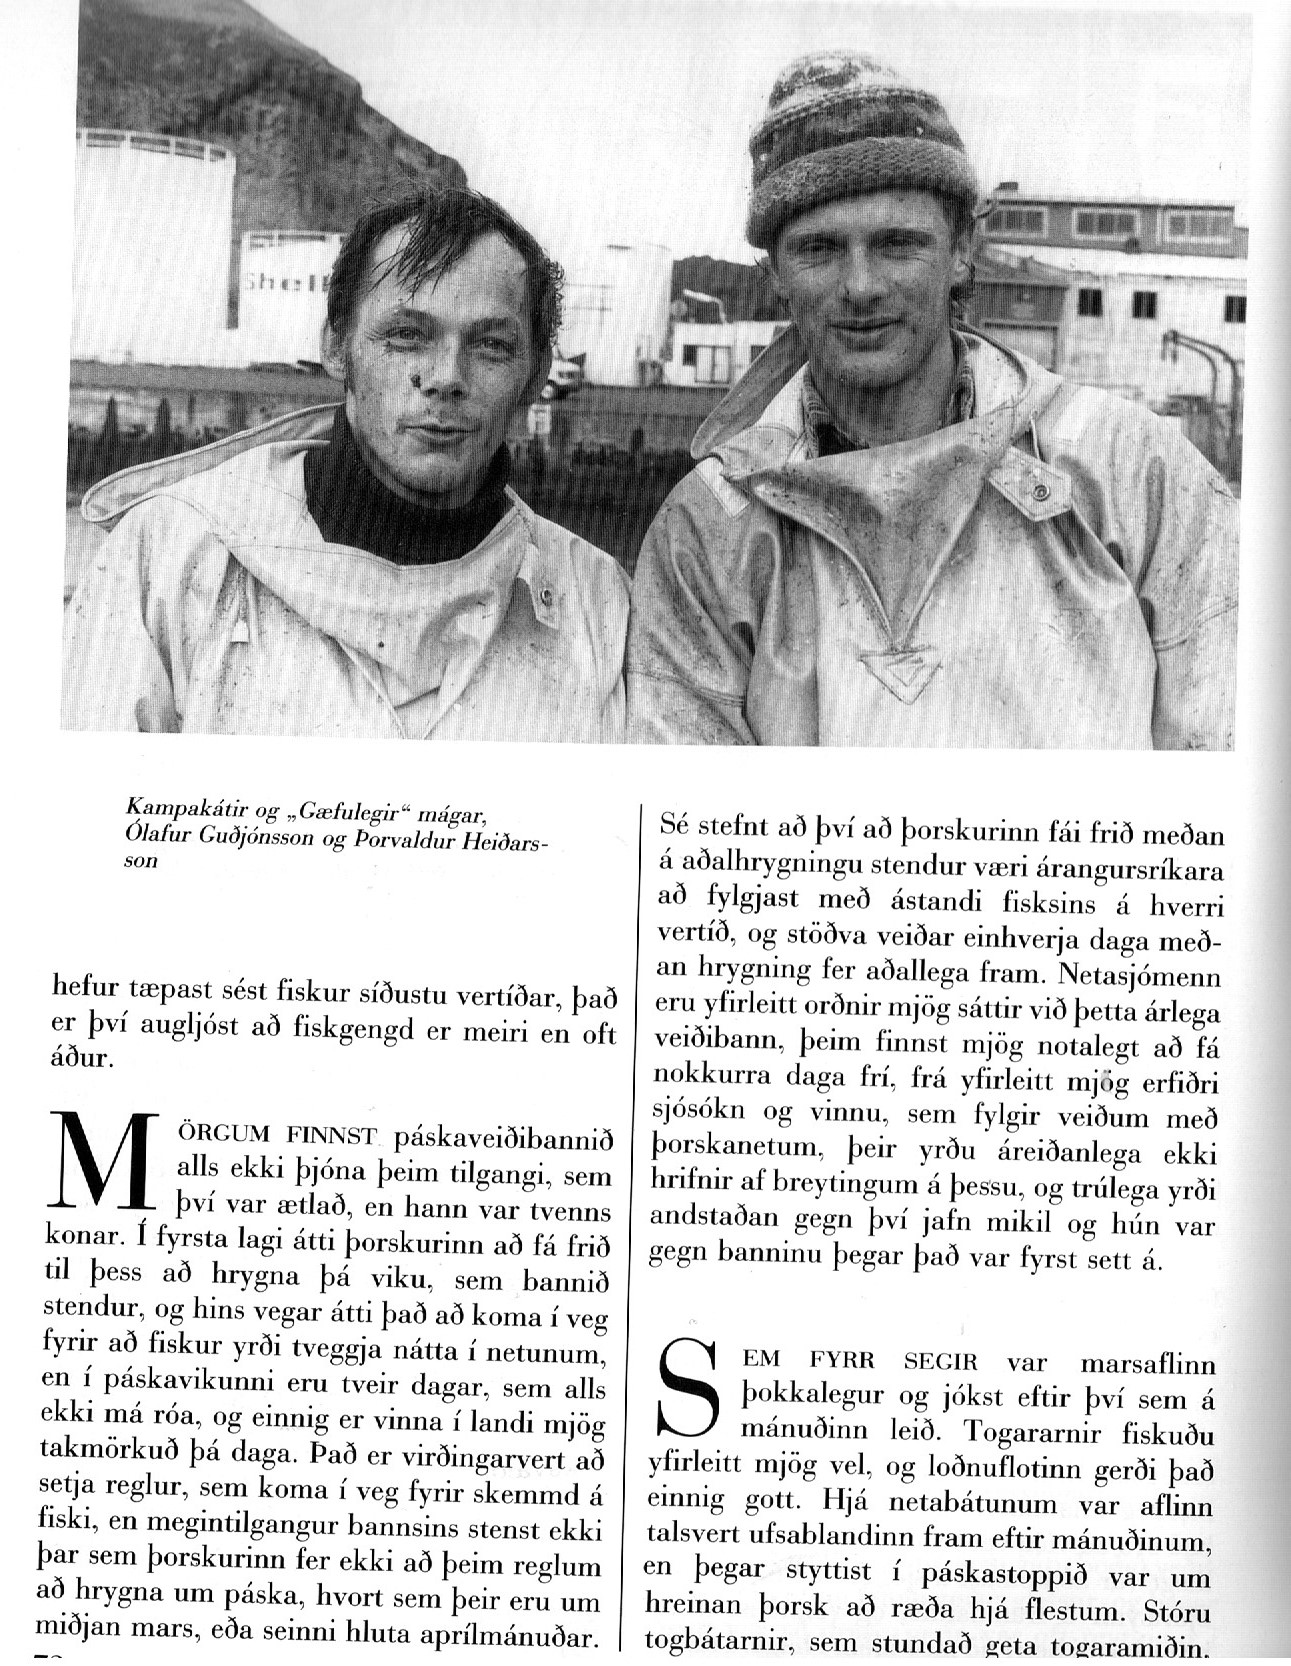 Shell
Kampakátir og „Gæfulegir“ mágar,
Ólafur Guðjónsson og Þorvaldur Heiðars-
son
hefur tæpast sést fiskur síðustu vertíðar, það
er því augljóst að fiskgengd er meiri en oft
áður.
MÖRGUM FINNST páskaveiðibannið
alls ekki þjóna þeim tilgangi, sem
því var ætlað, en hann var tvenns
konar. Í fyrsta lagi átti þorskurinn að fá frið
til þess að hrygna þá viku, sem bannið
stendur, og hins vegar átti það að koma í veg
fyrir að fiskur yrði tveggja nátta í netunum,
en í páskavikunni eru tveir dagar, sem alls
ekki má róa, og einnig er vinna í landi mjög
takmörkuð þá daga. Það er virðingarvert að
setja reglur, sem koma í veg fyrir skemmd á
fiski, en megintilgangur bannsins stenst ekki
þar sem þorskurinn fer ekki að þeim reglum
að hrygna um páska, hvort sem þeir eru um
miðjan mars, eða seinni hluta aprílmánuðar.
Sé stefnt að því að þorskurinn fái frið meðan
á aðalhrygningu stendur væri árangursríkara
að fylgjast með ástandi fisksins á hverri
vertíð, og stöðva veiðar einhverja daga með-
an hrygning fer aðallega fram. Netasjómenn
eru yfirleitt orðnir mjög sáttir við þetta árlega
veiðibann, þeim finnst mjög notalegt að fá
nokkurra daga frí, frá yfirleitt mjög erfiðri
sjósókn og vinnu, sem fylgir veiðum með
þorskanetum, þeir yrðu áreiðanlega ekki
hrifnir af breytingum á þessu, og trúlega yrði
andstaðan gegn því jafn mikil og hún var
gegn banninu þegar það var fyrst sett á.
SEM FYRR SEGIR var marsaflinn
þokkalegur og jókst eftir því sem á
mánuðinn leið. Togararnir fiskuðu
yfirleitt mjög vel, og loðnuflotinn gerði það
einnig gott. Hjá netabátunum var aflinn
talsvert ufsablandinn fram eftir mánuðinum,
en þegar styttist í páskastoppið var um
hreinan þorsk að ræða hjá flestum. Stóru
togbátarnir, sem stundað geta togaramiðin,